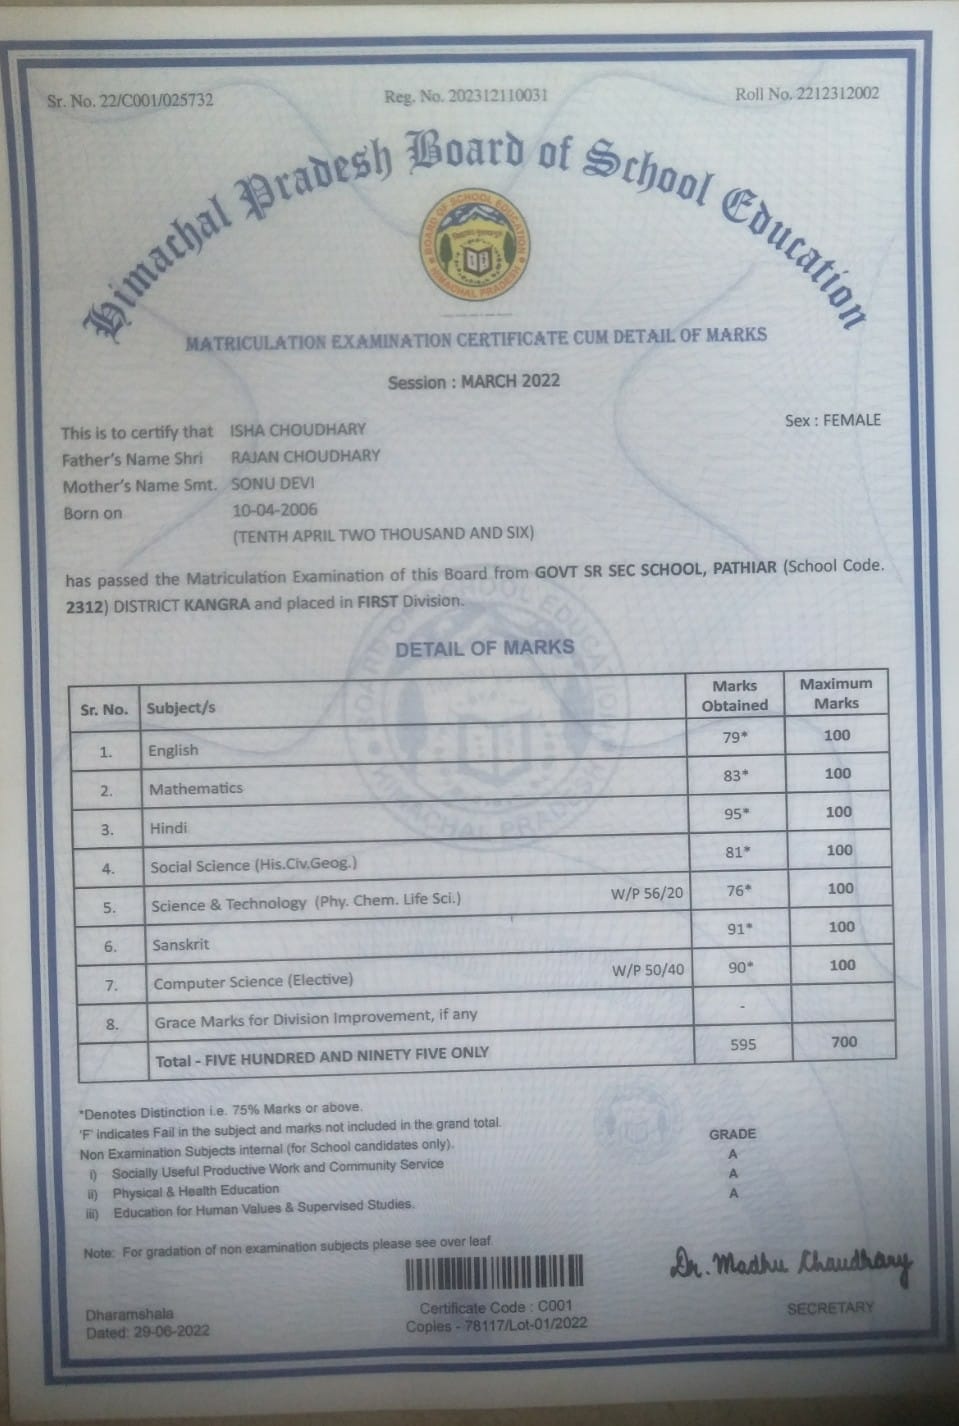 Sr. No. 22/C001/025732 Reg. No. 202312110031 Roll No. 2212312002
Himachal Pradesh Board of School Education
BOARD OF SCHOOL EDUCATION
HIMACHAL PRADESH
MATRICULATION EXAMINATION CERTIFICATE CUM DETAIL OF MARKS
Session : MARCH 2022
Sex : FEMALE
This is to certify that ISHA CHOUDHARY
Father's Name Shri RAJAN CHOUDHARY
Mother's Name Smt. SONU DEVI
Born on 10-04-2006
(TENTH APRIL TWO THOUSAND AND SIX)
has passed the Matriculation Examination of this Board from GOVT SR SEC SCHOOL, PATHIAR (School Code.
2312) DISTRICT KANGRA and placed in FIRST Division.
DETAIL OF MARKS
Sr. No. Subject/s Marks Obtained Maximum Marks
1. English 79* 100
2. Mathematics 83* 100
3. Hindi 95* 100
4. Social Science (His.Civ.Geog.) 81* 100
5. Science & Technology (Phy. Chem. Life Sci.) W/P 56/20 76* 100
6. Sanskrit 91* 100
7. Computer Science (Elective) W/P 50/40 90* 100
8. Grace Marks for Division Improvement, if any -
Total - FIVE HUNDRED AND NINETY FIVE ONLY 595 700
*Denotes Distinction i.e. 75% Marks or above.
'F' indicates Fail in the subject and marks not included in the grand total.
Non Examination Subjects internal (for School candidates only). GRADE
i) Socially Useful Productive Work and Community Service A
ii) Physical & Health Education A
iii) Education for Human Values & Supervised Studies. A
Note: For gradation of non examination subjects please see over leaf.
Dr. Madhu Chaudhary
SECRETARY
Certificate Code : C001
Copies - 78117/Lot-01/2022
Dharamshala
Dated: 29-06-2022